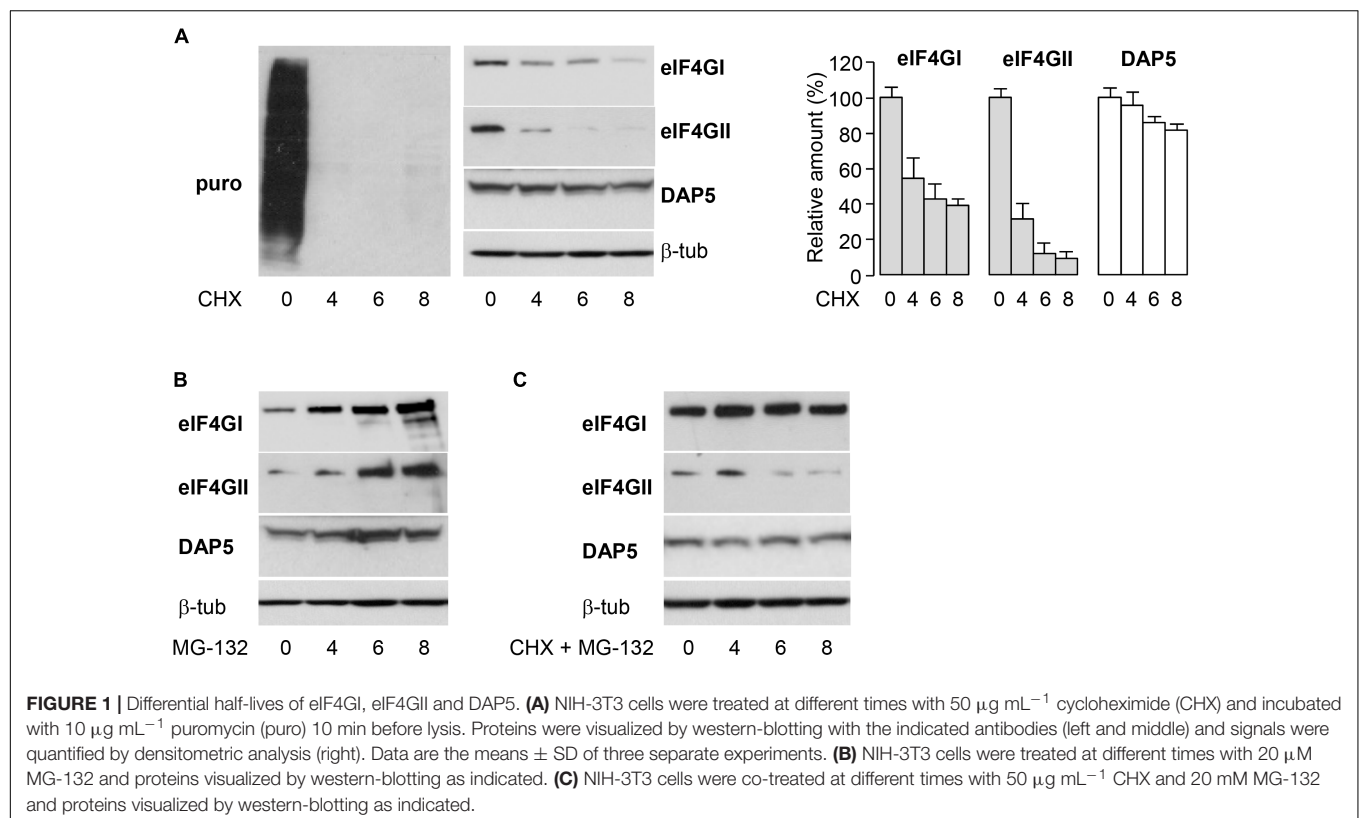 A
puro
CHX 0 4 6 8
eIF4GI
eIF4GII
DAP5
β-tub
0 4 6 8
eIF4GI eIF4GII DAP5
Relative amount (%)
120
100
80
60
40
20
0
CHX 0 4 6 8 0 4 6 8 0 4 6 8
B
eIF4GI
eIF4GII
DAP5
β-tub
MG-132 0 4 6 8
C
eIF4GI
eIF4GII
DAP5
β-tub
CHX + MG-132 0 4 6 8
FIGURE 1 | Differential half-lives of eIF4GI, eIF4GII and DAP5. (A) NIH-3T3 cells were treated at different times with 50 μg mL−1 cycloheximide (CHX) and incubated
with 10 μg mL−1 puromycin (puro) 10 min before lysis. Proteins were visualized by western-blotting with the indicated antibodies (left and middle) and signals were
quantified by densitometric analysis (right). Data are the means ± SD of three separate experiments. (B) NIH-3T3 cells were treated at different times with 20 μM
MG-132 and proteins visualized by western-blotting as indicated. (C) NIH-3T3 cells were co-treated at different times with 50 μg mL−1 CHX and 20 mM MG-132
and proteins visualized by western-blotting as indicated.